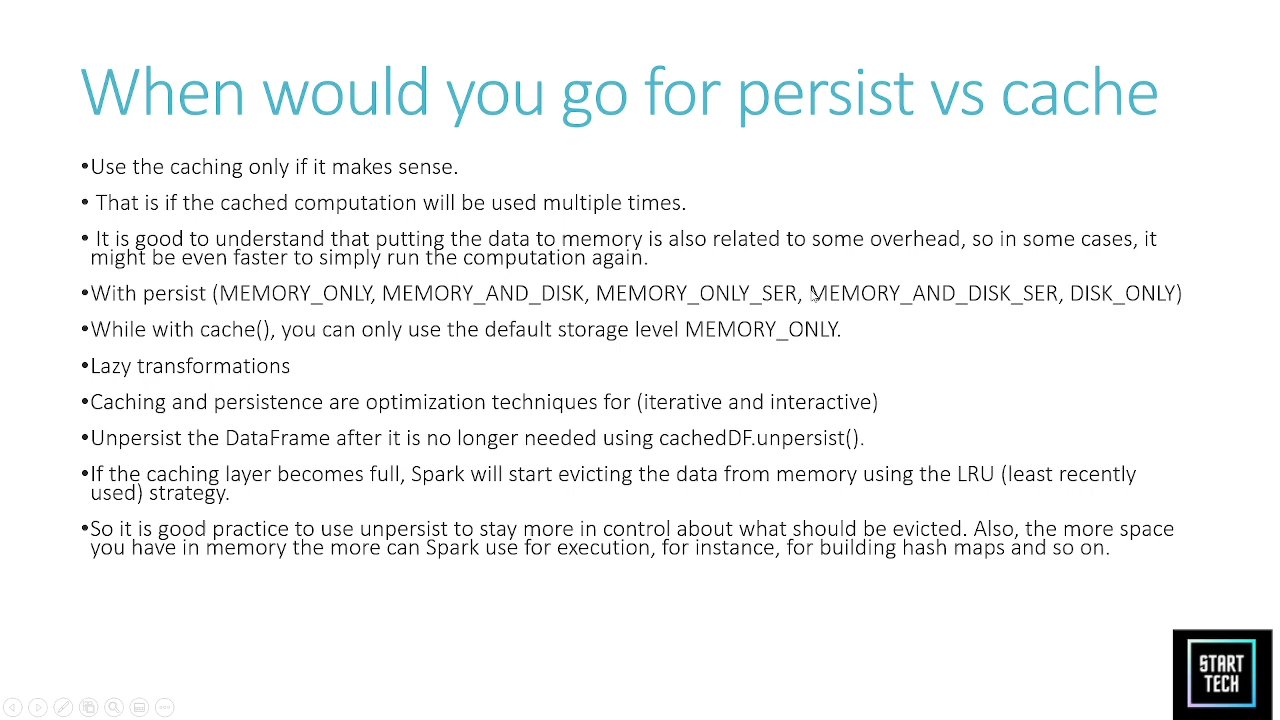 When would you go for persist vs cache
•Use the caching only if it makes sense.
• That is if the cached computation will be used multiple times.
• It is good to understand that putting the data to memory is also related to some overhead, so in some cases, it
might be even faster to simply run the computation again.
•With persist (MEMORY_ONLY, MEMORY_AND_DISK, MEMORY_ONLY_SER, MEMORY_AND_DISK_SER, DISK_ONLY)
•While with cache(), you can only use the default storage level MEMORY_ONLY.
•Lazy transformations
•Caching and persistence are optimization techniques for (iterative and interactive)
•Unpersist the DataFrame after it is no longer needed using cachedDF.unpersist().
•If the caching layer becomes full, Spark will start evicting the data from memory using the LRU (least recently
used) strategy.
•So it is good practice to use unpersist to stay more in control about what should be evicted. Also, the more space
you have in memory the more can Spark use for execution, for instance, for building hash maps and so on.
START
TECH